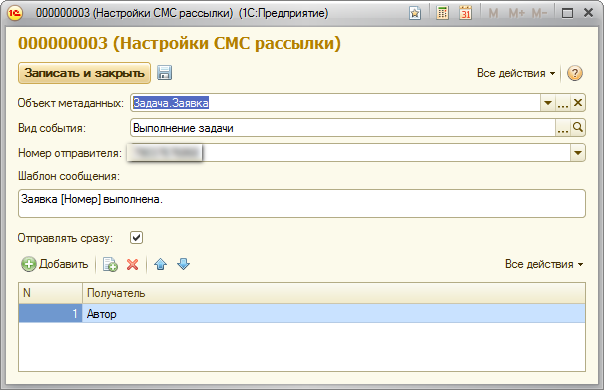 000000003 (Настройки СМС рассылки) (1С:Предприятие)
M M+ M-
000000003 (Настройки СМС рассылки)
Записать и закрыть
Все действия
Объект метаданных: Задача.Заявка
Вид события: Выполнение задачи
Номер отправителя:
Шаблон сообщения:
Заявка [Номер] выполнена.
Отправлять сразу:
Добавить
Все действия
N Получатель
1 Автор